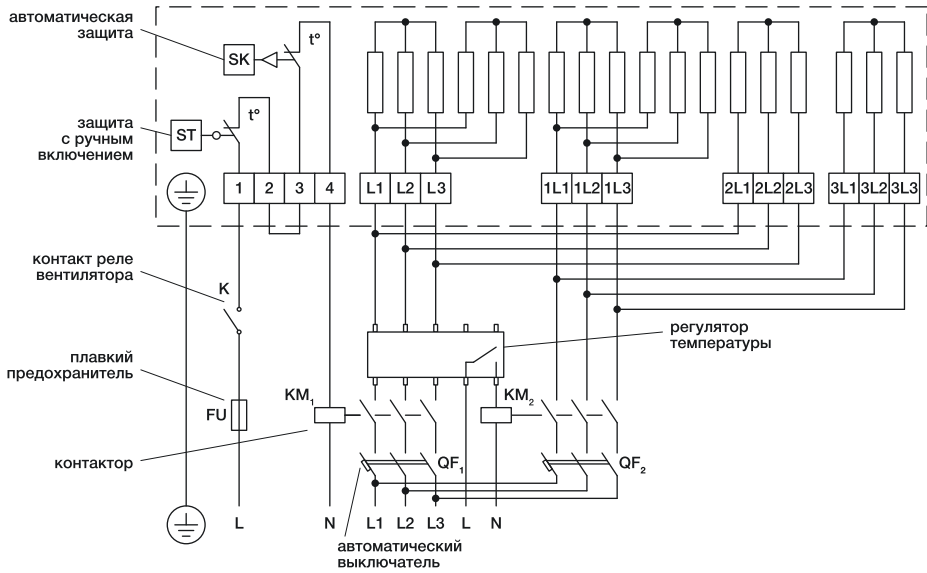 автоматическая
защита
t°
SK
защита
с ручным
включением
t°
ST
1 2 3 4
L1 L2 L3
1L1 1L2 1L3
2L1 2L2 2L3
3L1 3L2 3L3
контакт реле
вентилятора
K
регулятор
температуры
плавкий
предохранитель
FU
KM1
KM2
контактор
QF1
QF2
L N L1 L2 L3 L N
автоматический
выключатель